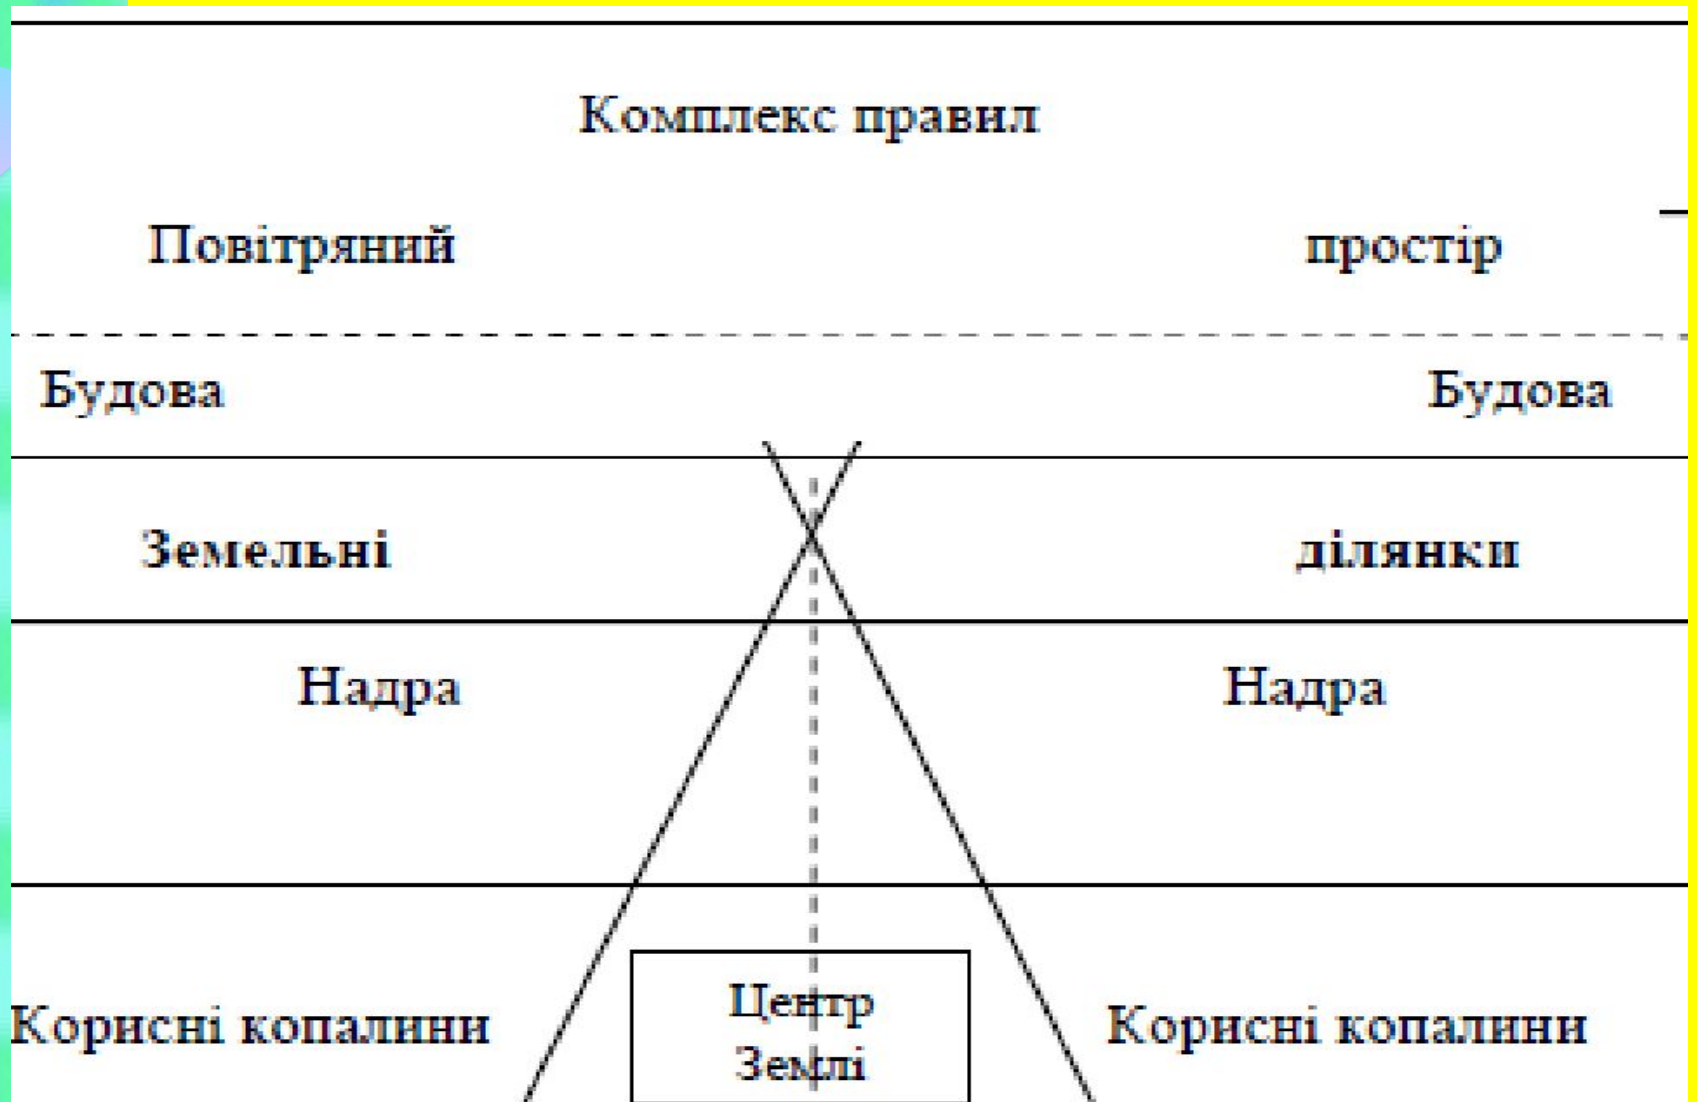 Комплекс правил
Повітряний простір
Будова Будова
Земельні ділянки
Надра Надра
Корисні копалини Центр Землі Корисні копалини